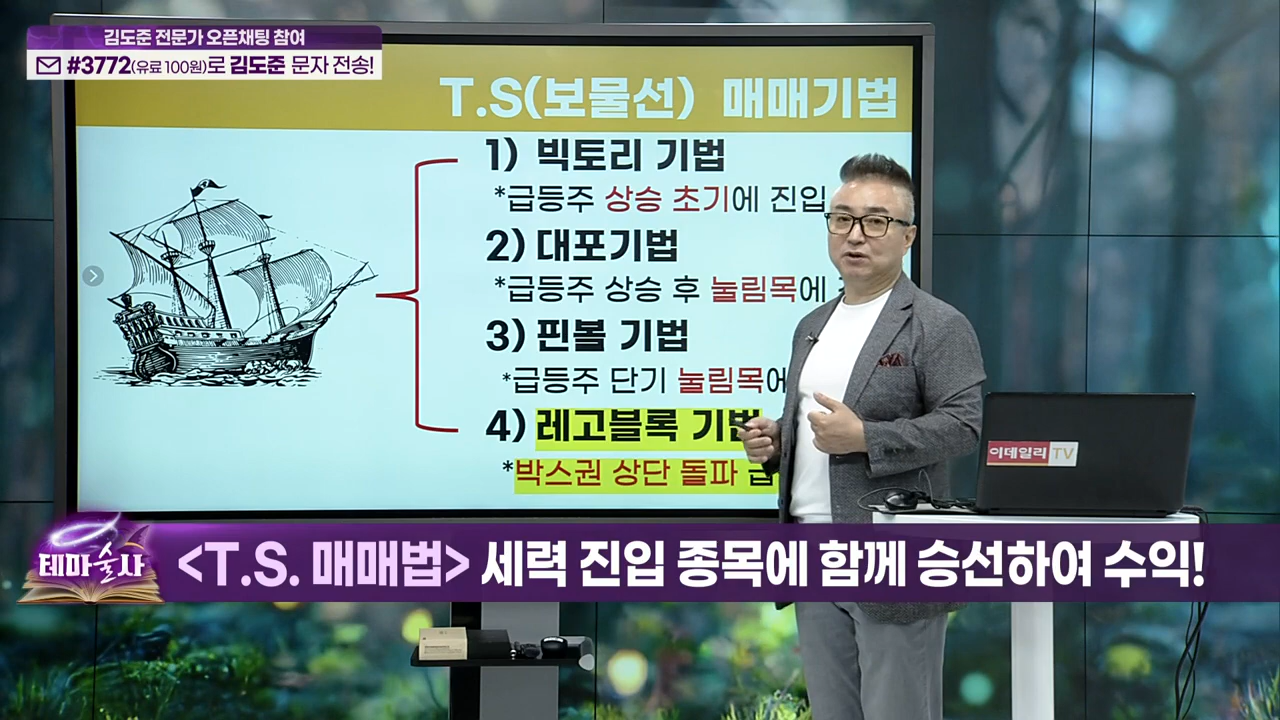 김도준 전문가 오픈채팅 참여
#3772(유료 100원)로 김도준 문자 전송!
T.S(보물선) 매매기법
1) 빅토리 기법
*급등주 상승 초기에 진입
2) 대포기법
*급등주 상승 후 눌림목에
3) 핀볼 기법
*급등주 단기 눌림목에
4) 레고블록 기법
*박스권 상단 돌파 급
이데일리 TV
테마술사
<T.S. 매매법> 세력 진입 종목에 함께 승선하여 수익!